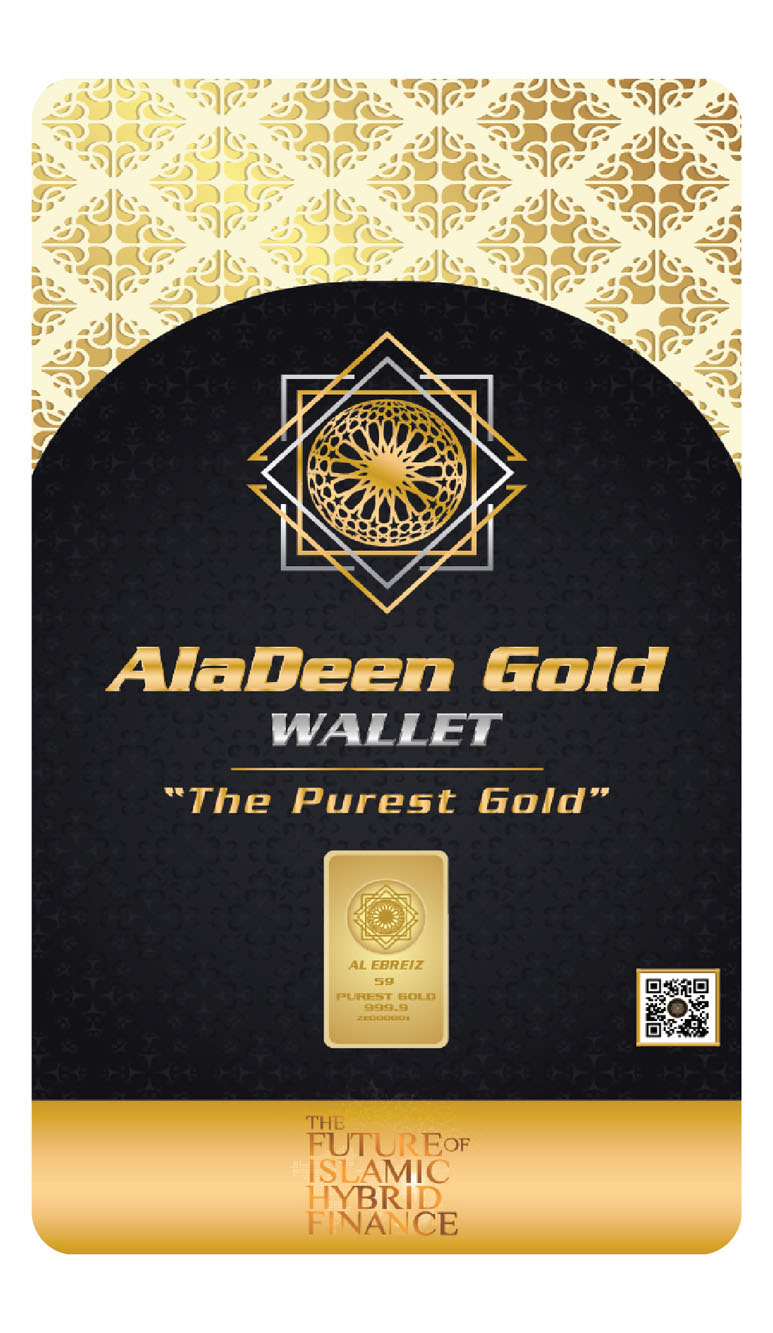 AlaDeen Gold
WALLET
"The Purest Gold"
AL EBREIZ
5g
PUREST GOLD
999.9
THE
FUTURE OF
ISLAMIC
HYBRID
FINANCE